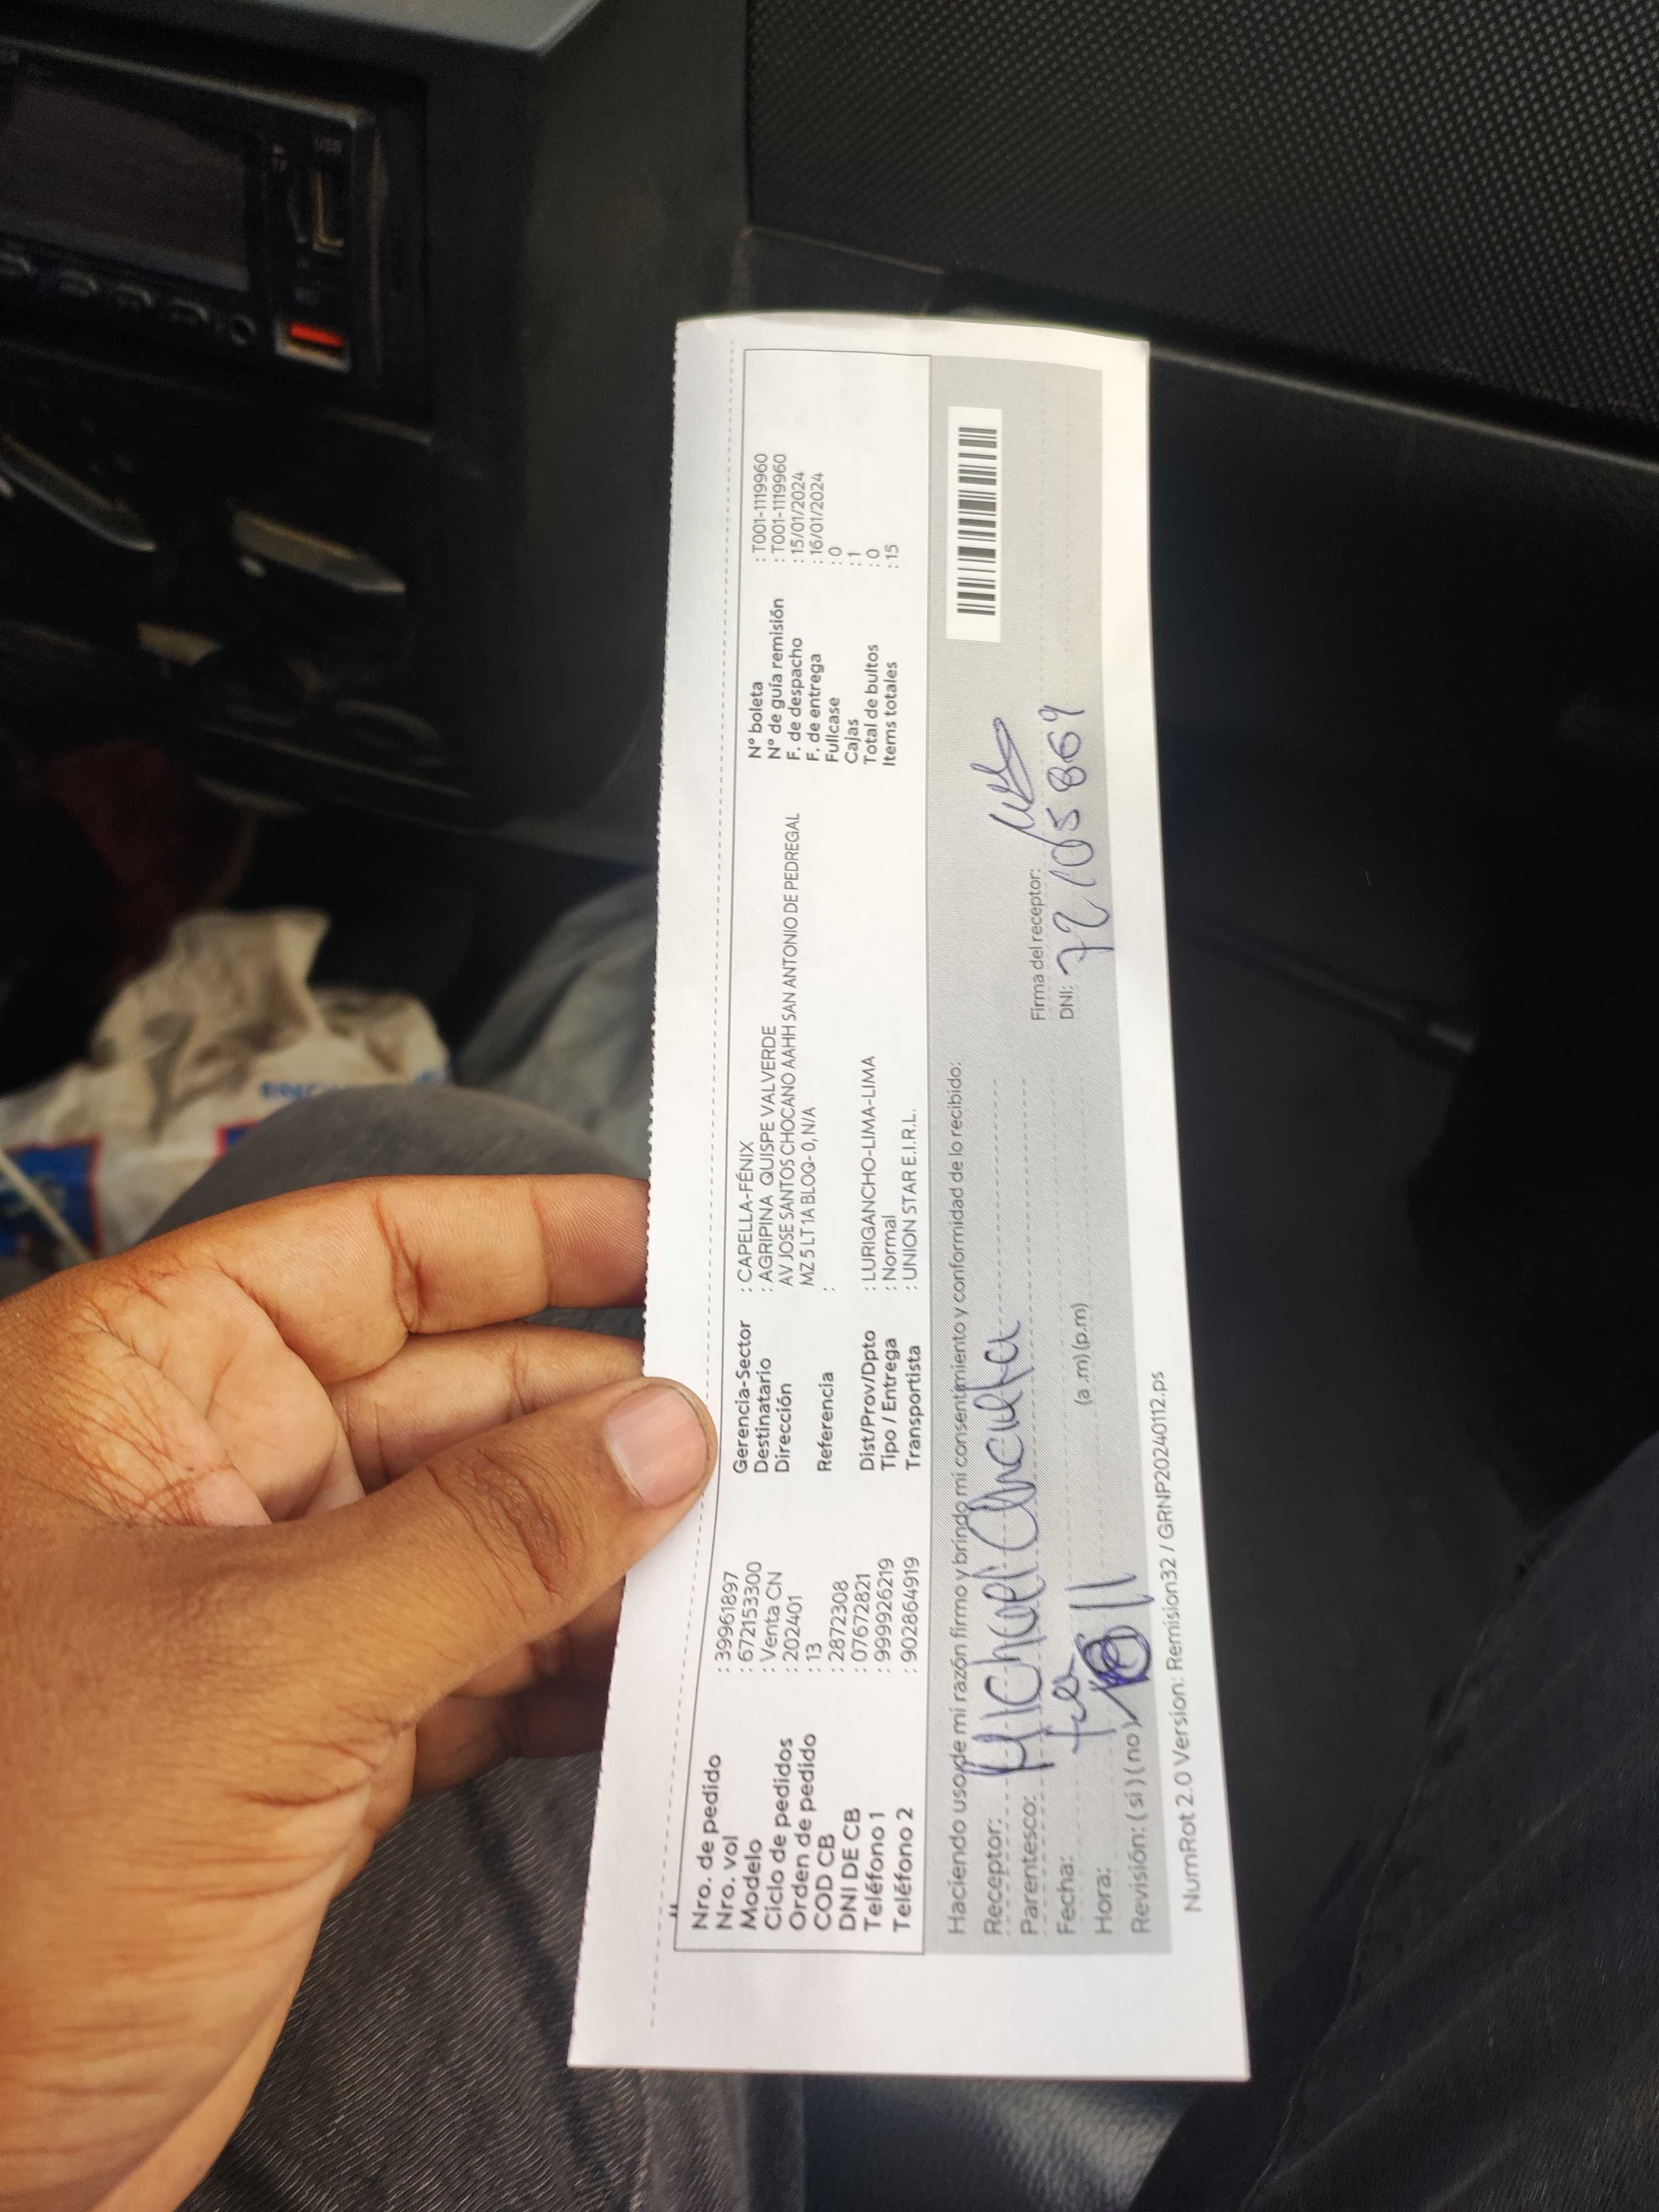 Nro. de pedido : 39961897
Nro. vol : 672153300
Modelo : Venta CN
Ciclo de pedidos : 202401
Orden de pedido : 13
COD CB : 2872308
DNI DE CB : 07672821
Teléfono 1 : 999926219
Teléfono 2 : 902864919
Gerencia-Sector : CAPELLA-FÉNIX
Destinatario : AGRIPINA QUISPE VALVERDE
Dirección AV JOSE SANTOS CHOCANO AAHH SAN ANTONIO DE PEDREGAL
MZ 5 LT 1A BLOQ- 0, N/A
Referencia :
Dist/Prov/Dpto : LURIGANCHO-LIMA-LIMA
Tipo / Entrega : Normal
Transportista : UNION STAR E.I.R.L.
N° boleta : T001-1119960
N° de guía remisión : T001-1119960
F. de despacho : 15/01/2024
F. de entrega : 16/01/2024
Fullcase : 0
Cajas : 1
Total de bultos : 0
Items totales : 15
Haciendo uso de mi razón firmo y brindo mi consentimiento y conformidad de lo recibido:
Receptor: Michael
Parentesco:
Fecha:
Hora: (a .m) (p.m)
Revisión: ( si ) ( no )
Firma del receptor:
DNI: 72105869
NumRot 2.0 Version: Remision32 / GRNP20240112.ps
USB